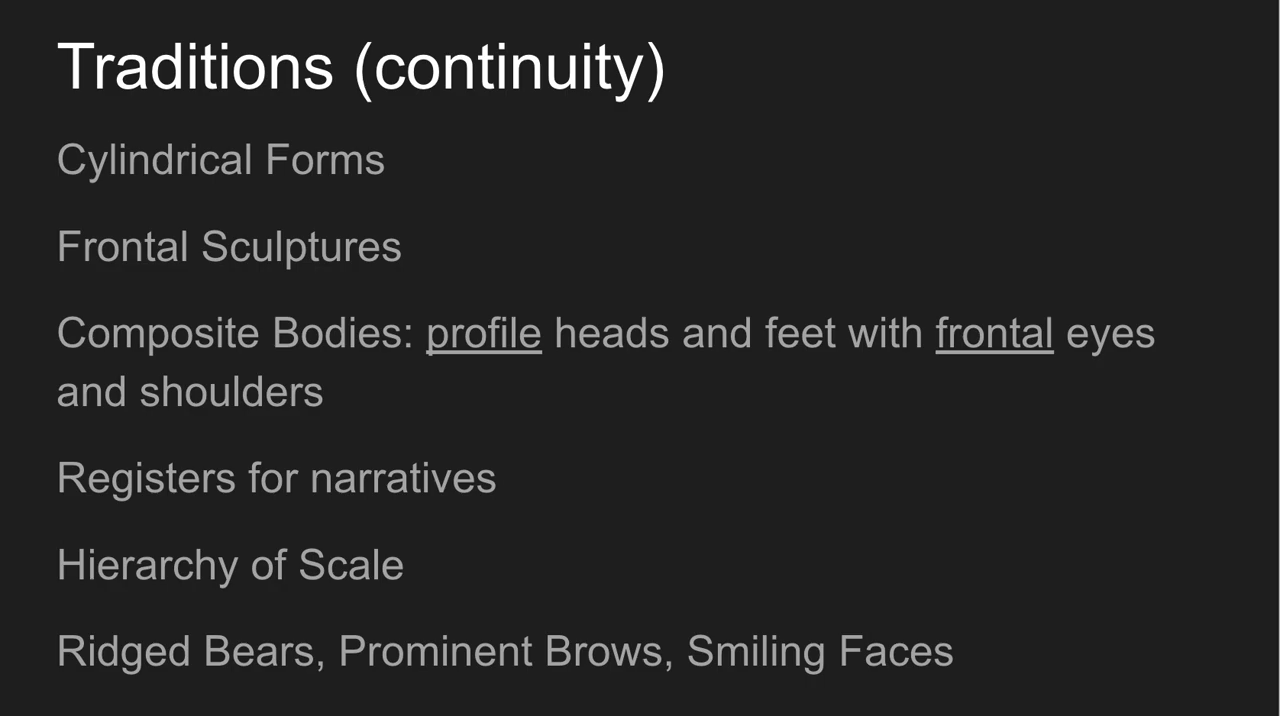 Traditions (continuity)
Cylindrical Forms
Frontal Sculptures
Composite Bodies: profile heads and feet with frontal eyes
and shoulders
Registers for narratives
Hierarchy of Scale
Ridged Bears, Prominent Brows, Smiling Faces